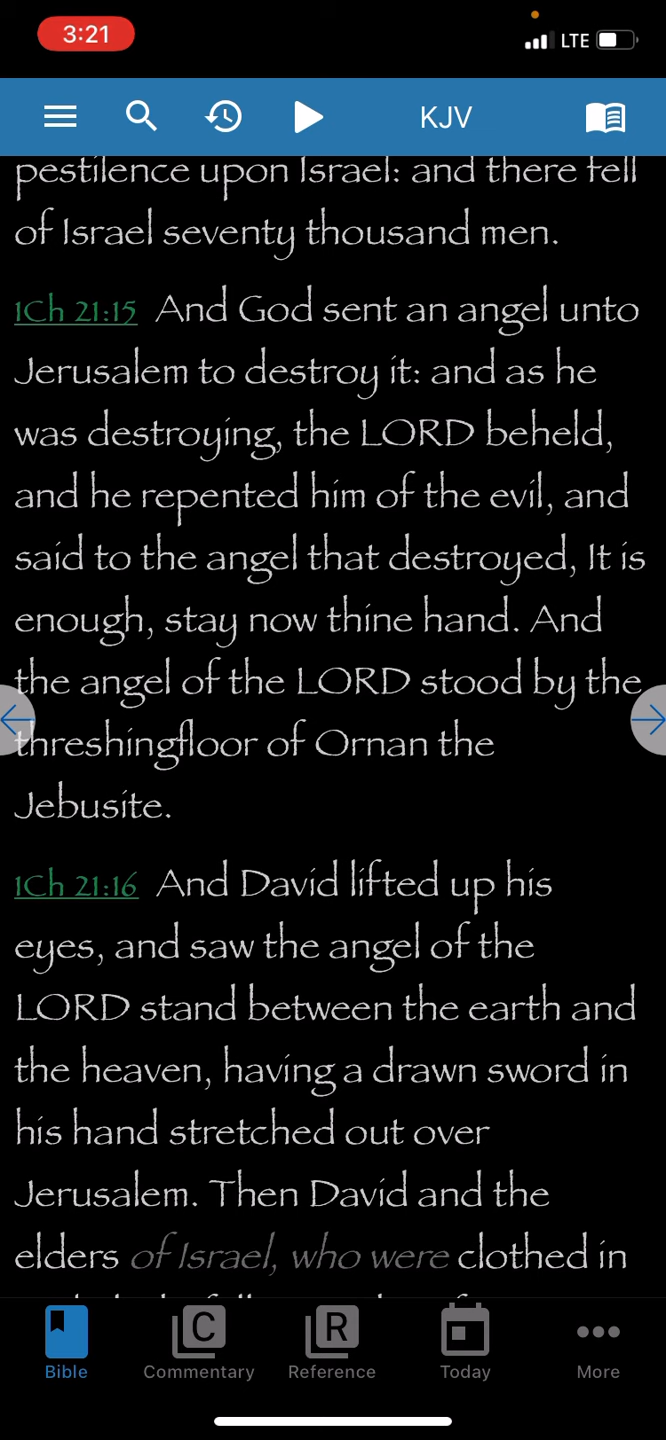 3:21
LTE
KJV
pestilence upon Israel: and there fell
of Israel seventy thousand men.
1Ch 21:15 And God sent an angel unto
Jerusalem to destroy it: and as he
was destroying, the LORD beheld,
and he repented him of the evil, and
said to the angel that destroyed, It is
enough, stay now thine hand. And
the angel of the LORD stood by the
threshingfloor of Ornan the
Jebusite.
1Ch 21:16 And David lifted up his
eyes, and saw the angel of the
LORD stand between the earth and
the heaven, having a drawn sword in
his hand stretched out over
Jerusalem. Then David and the
elders of Israel, who were clothed in
C
R
Bible
Commentary
Reference
Today
More